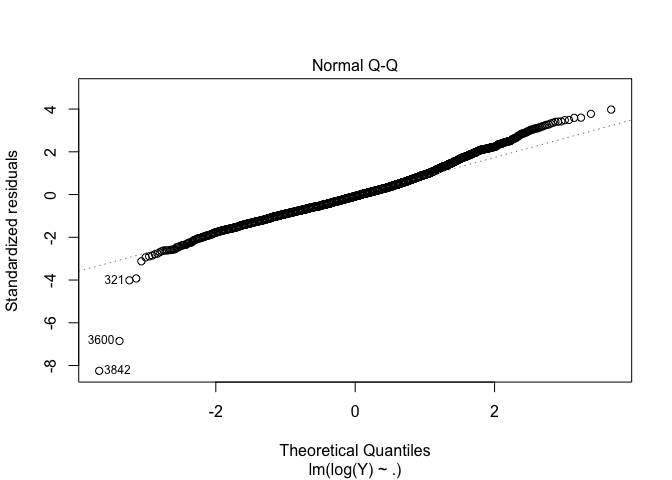 Normal Q-Q
Standardized residuals
4
2
0
-2
-4
-6
-8
321
3600
3842
-2 0 2
Theoretical Quantiles
lm(log(Y) ~ .)